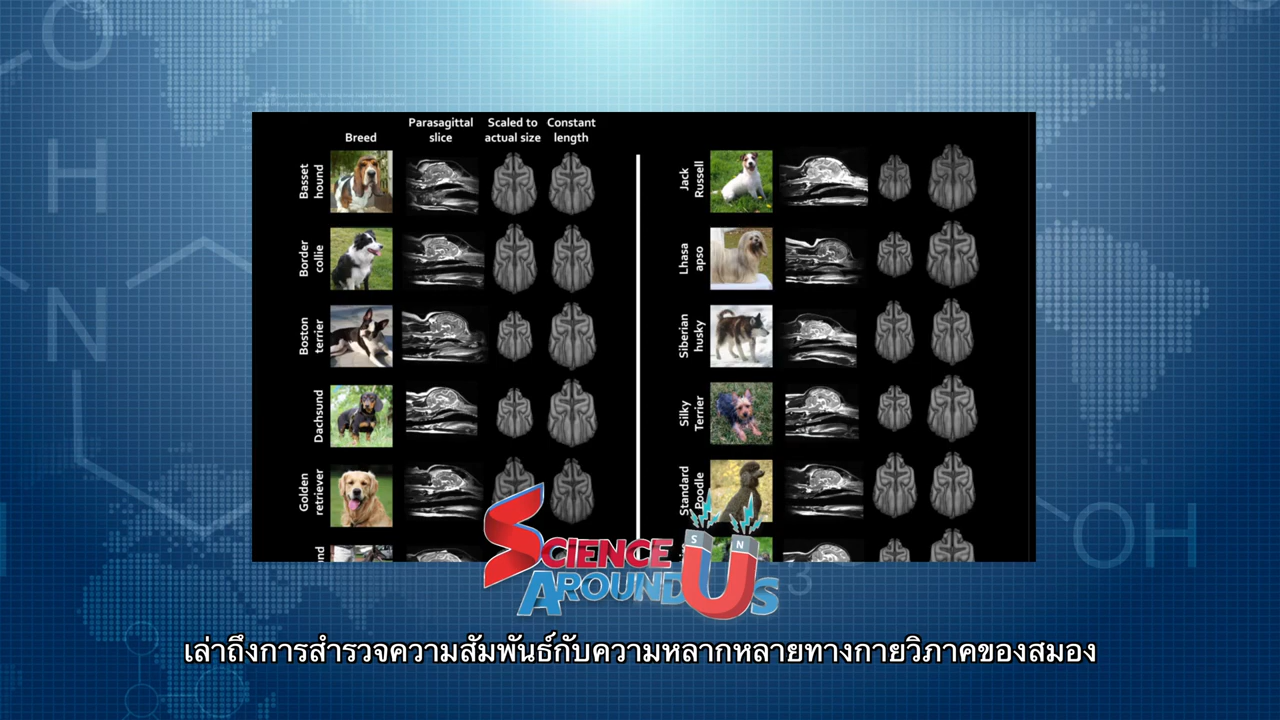 Breed
Parasagittal slice
Scaled to actual size
Constant length
Basset hound
Border collie
Boston terrier
Dachsund
Golden retriever
Jack Russell
Lhasa apso
Siberian husky
Silky Terrier
Standard Poodle
SCIENCE
AROUND US
S N
H
N
O
OH
3
เล่าถึงการสำรวจความสัมพันธ์กับความหลากหลายทางกายวิภาคของสมอง